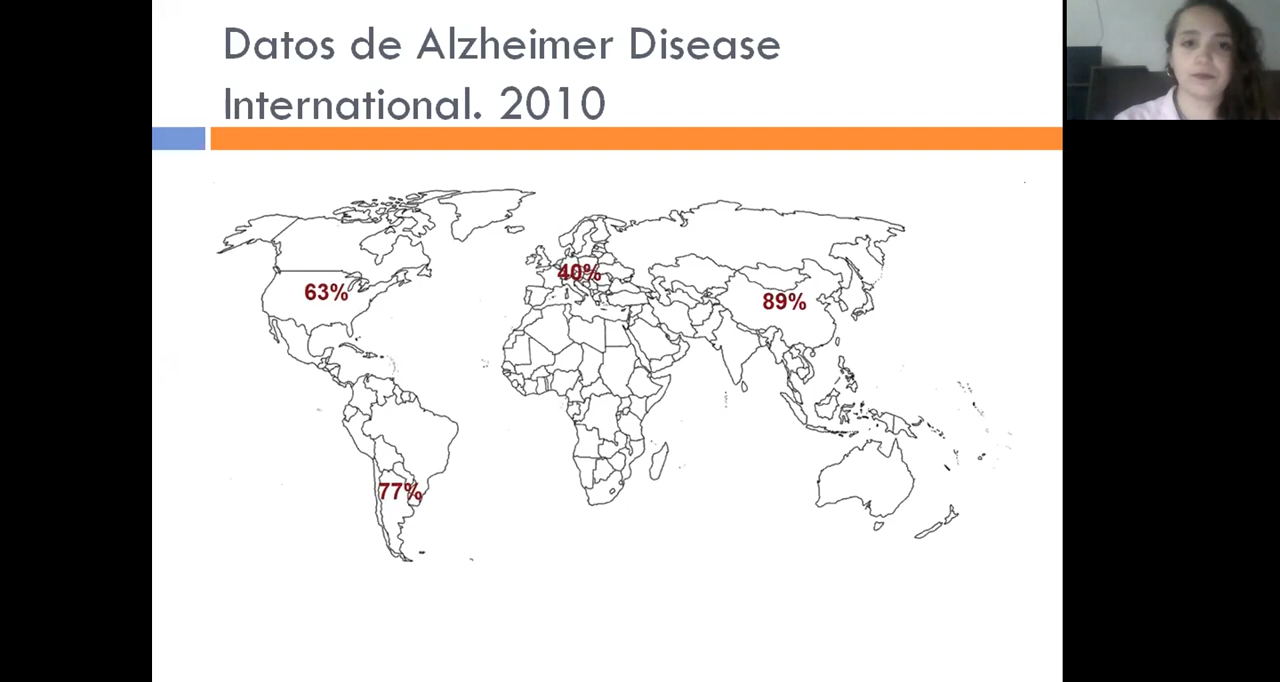 Datos de Alzheimer Disease
International. 2010
40%
63%
89%
77%